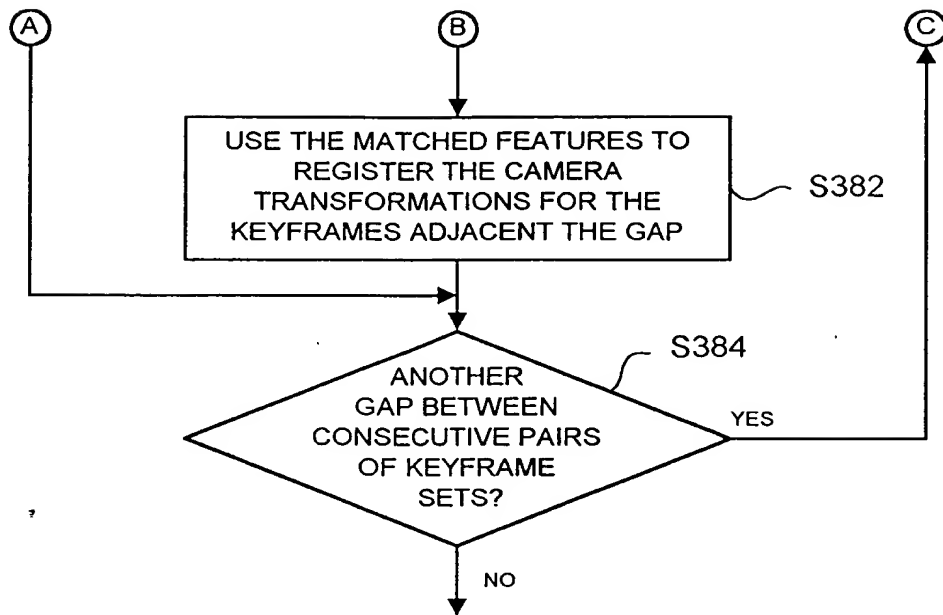 A
B
C
USE THE MATCHED FEATURES TO
REGISTER THE CAMERA
TRANSFORMATIONS FOR THE
KEYFRAMES ADJACENT THE GAP
S382
S384
ANOTHER
GAP BETWEEN
CONSECUTIVE PAIRS
OF KEYFRAME
SETS?
YES
NO